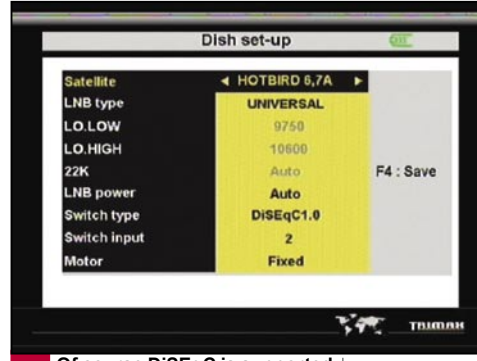 Dish set-up
Satellite ◄ HOTBIRD 6,7A ►
LNB type UNIVERSAL
LO.LOW 9750
LO.HIGH 10600
22K Auto
F4 : Save
LNB power Auto
Switch type DiSEqC1.0
Switch input 2
Motor Fixed
TRIMAX
Of course DiSEqC is supported